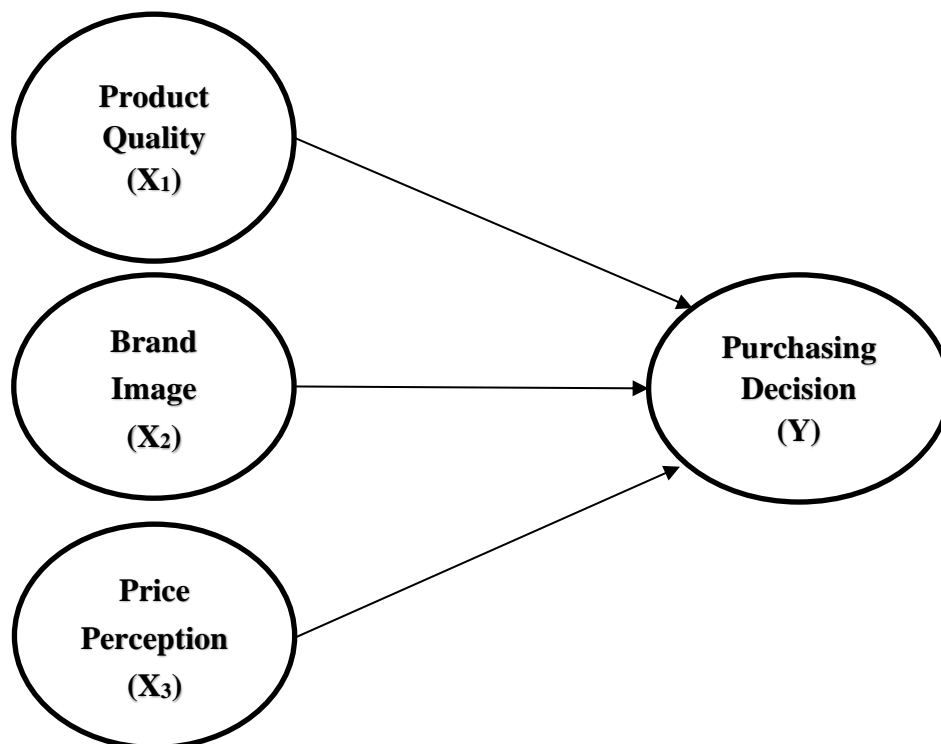 Product
Quality
(X₁)
Brand
Image
(X₂)
Price
Perception
(X₃)
Purchasing
Decision
(Y)